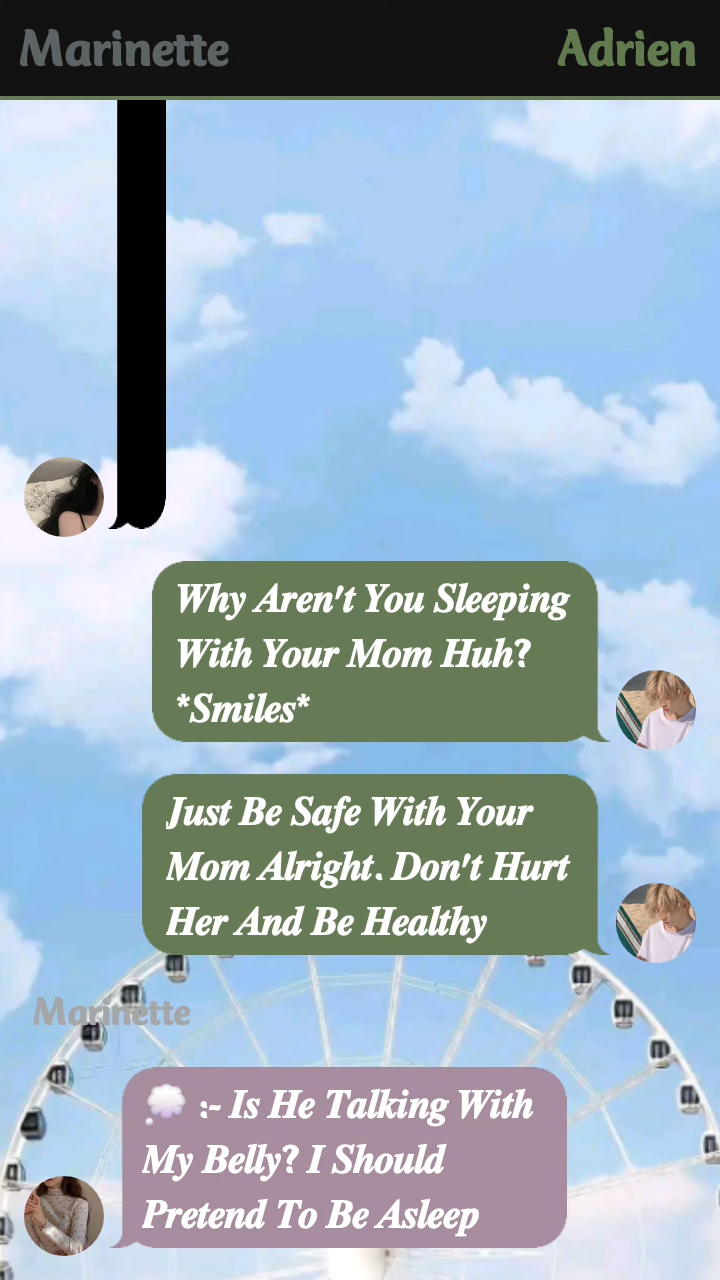 Marinette
Adrien
Why Aren't You Sleeping
With Your Mom Huh?
*Smiles*
Just Be Safe With Your
Mom Alright. Don't Hurt
Her And Be Healthy
Marinette
💭 :- Is He Talking With
My Belly? I Should
Pretend To Be Asleep